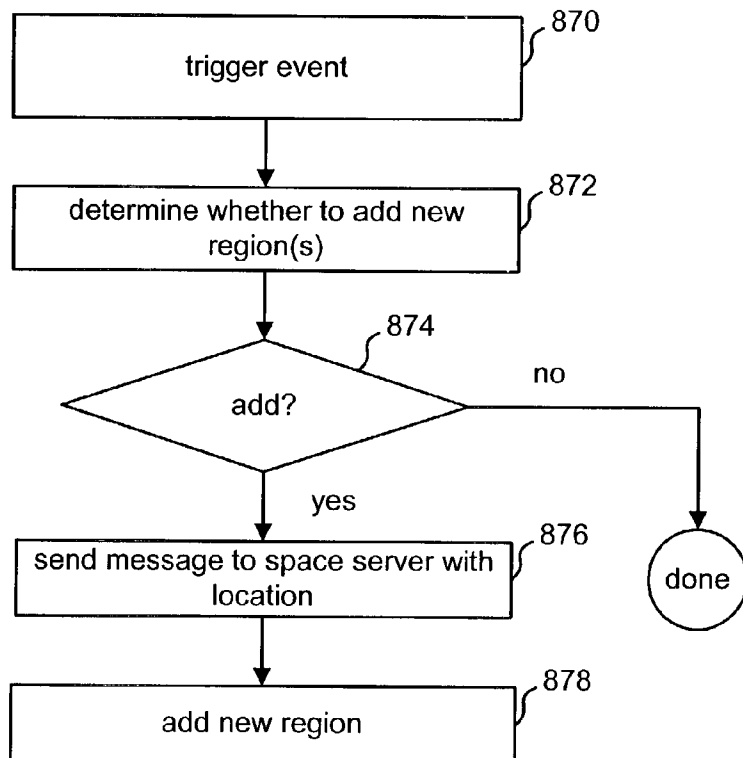 870
trigger event
872
determine whether to add new
region(s)
874
add?
no
yes
876
send message to space server with
location
done
878
add new region